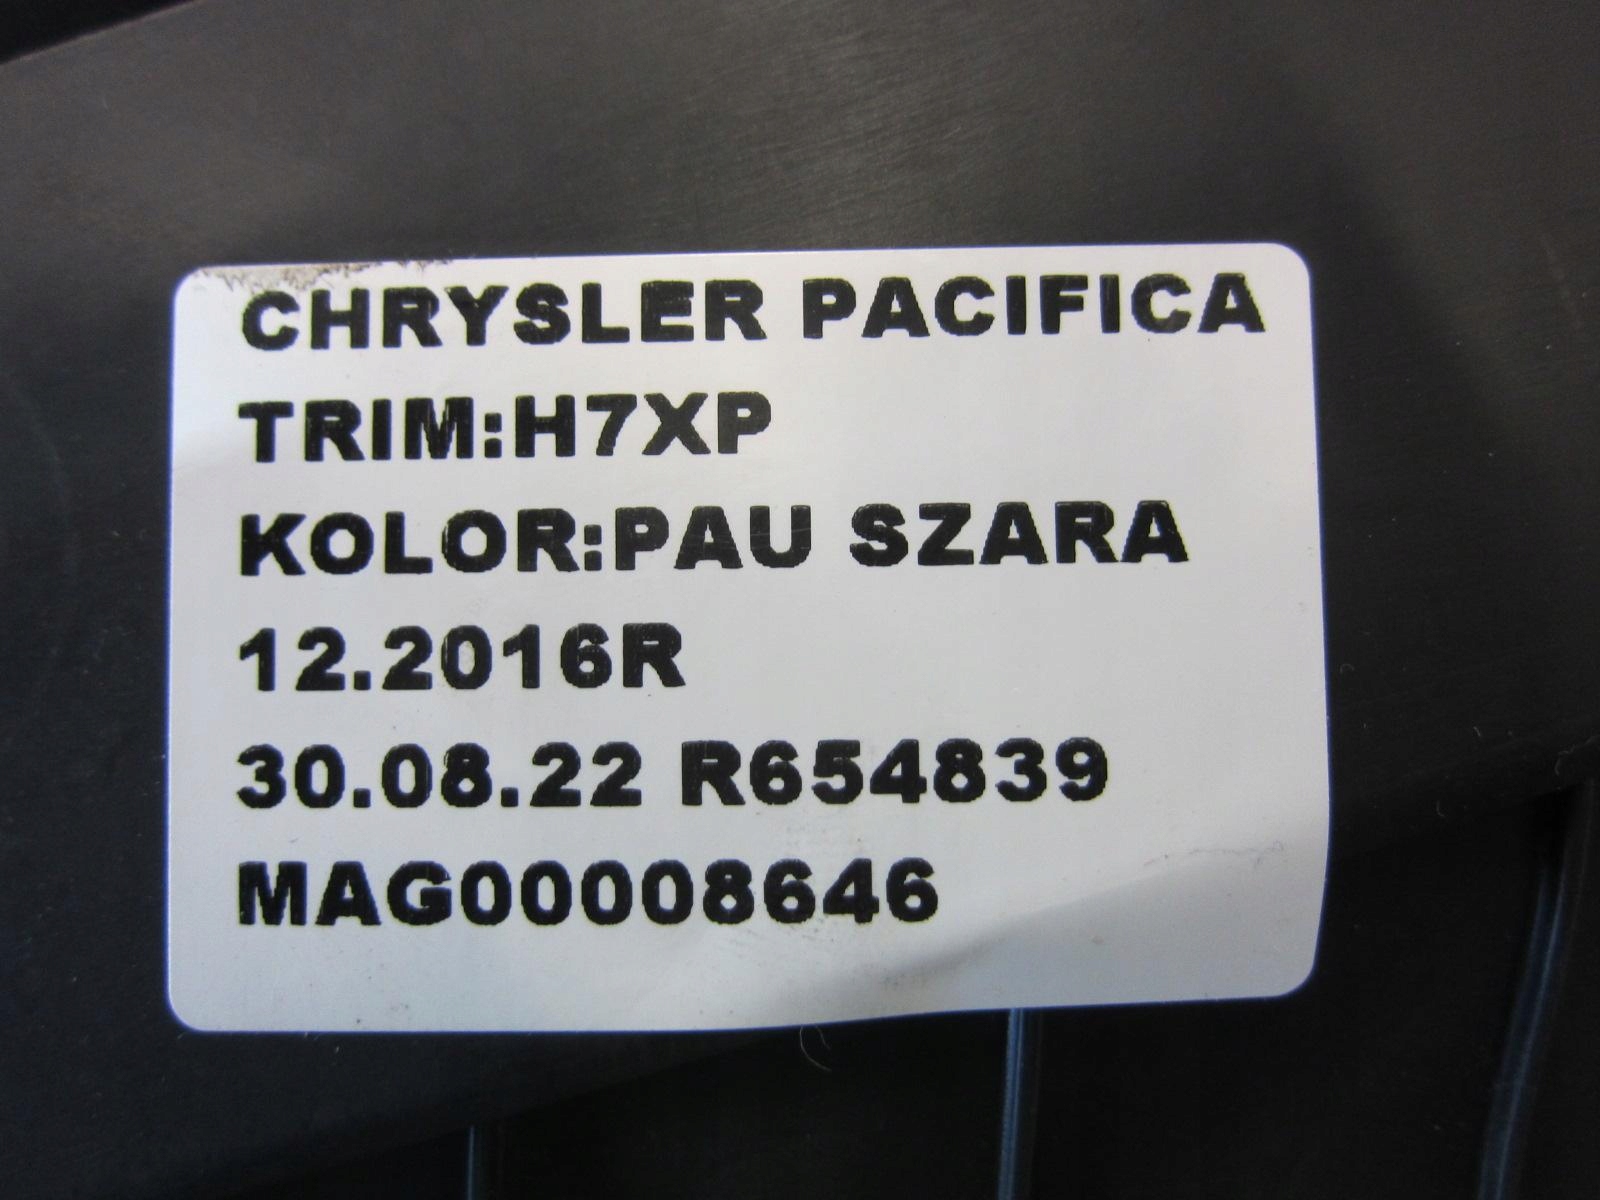 CHRYSLER PACIFICA
TRIM:H7XP
KOLOR:PAU SZARA
12.2016R
30.08.22 R654839
MAG00008646